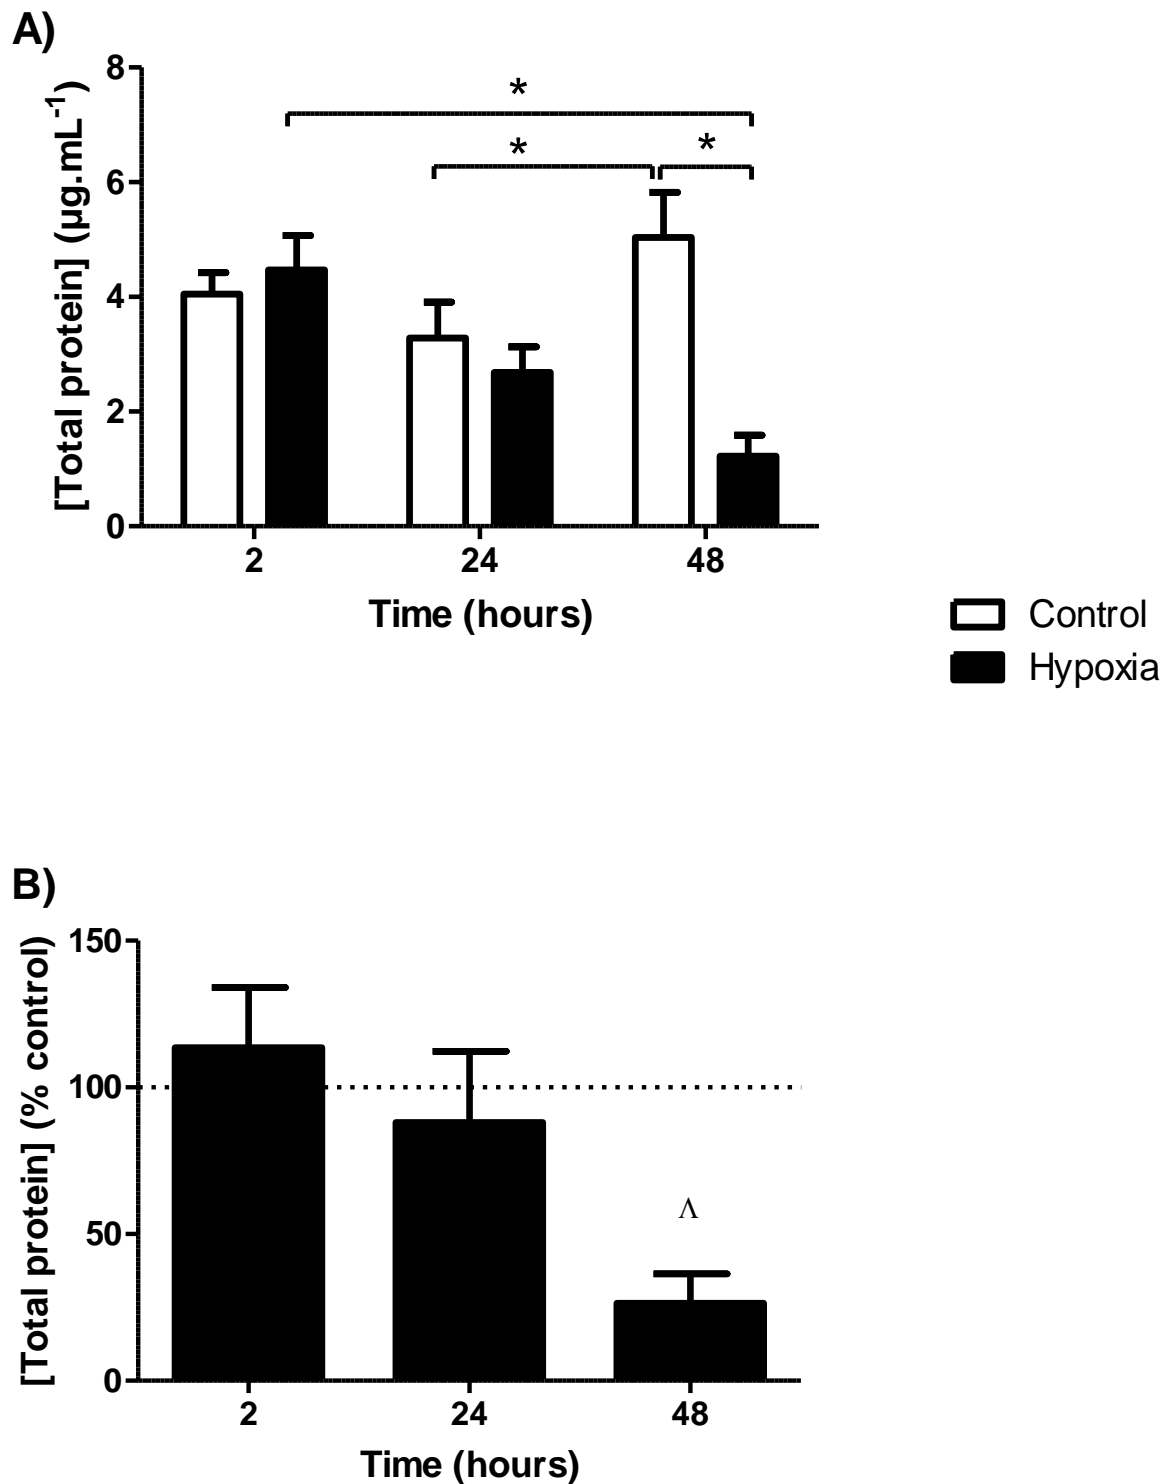 A)
[Total protein] (µg.mL⁻¹)
8
6
4
2
0
*
*
*
2 24 48
Time (hours)
Control
Hypoxia
B)
[Total protein] (% control)
150
100
50
0
Λ
2 24 48
Time (hours)